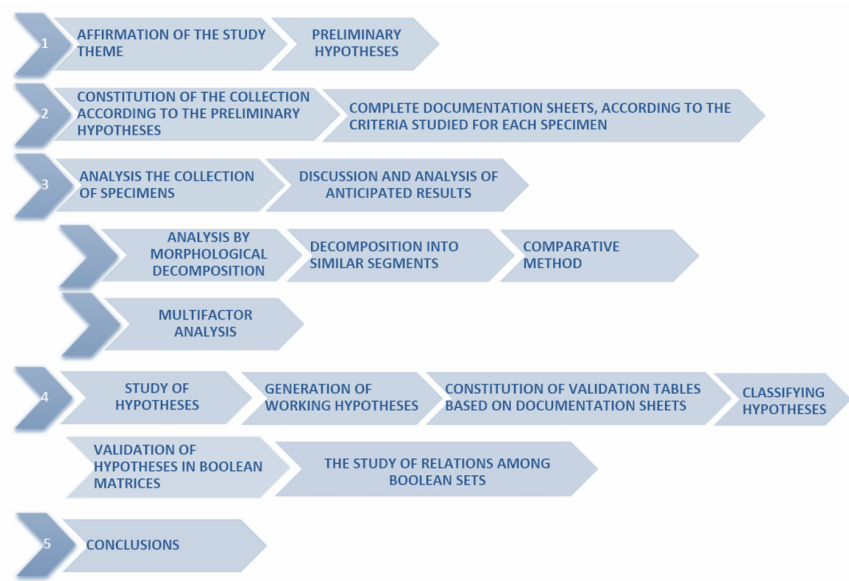 1
AFFIRMATION OF THE STUDY
THEME
PRELIMINARY
HYPOTHESES
2
CONSTITUTION OF THE COLLECTION
ACCORDING TO THE PRELIMINARY
HYPOTHESES
COMPLETE DOCUMENTATION SHEETS, ACCORDING TO THE
CRITERIA STUDIED FOR EACH SPECIMEN
3
ANALYSIS THE COLLECTION
OF SPECIMENS
DISCUSSION AND ANALYSIS OF
ANTICIPATED RESULTS
ANALYSIS BY
MORPHOLOGICAL
DECOMPOSITION
DECOMPOSITION INTO
SIMILAR SEGMENTS
COMPARATIVE
METHOD
MULTIFACTOR
ANALYSIS
4
STUDY OF
HYPOTHESES
GENERATION OF
WORKING HYPOTHESES
CONSTITUTION OF VALIDATION TABLES
BASED ON DOCUMENTATION SHEETS
CLASSIFYING
HYPOTHESES
VALIDATION OF
HYPOTHESES IN BOOLEAN
MATRICES
THE STUDY OF RELATIONS AMONG
BOOLEAN SETS
5
CONCLUSIONS